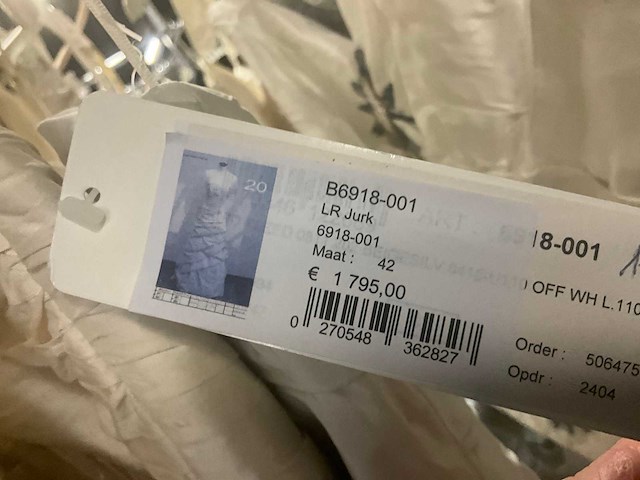 20
B6918-001
LR Jurk
6918-001
Maat : 42
€ 1 795,00
0 270548 362827
18-001
OFF WH L.110
Order : 506475
Opdr : 2404